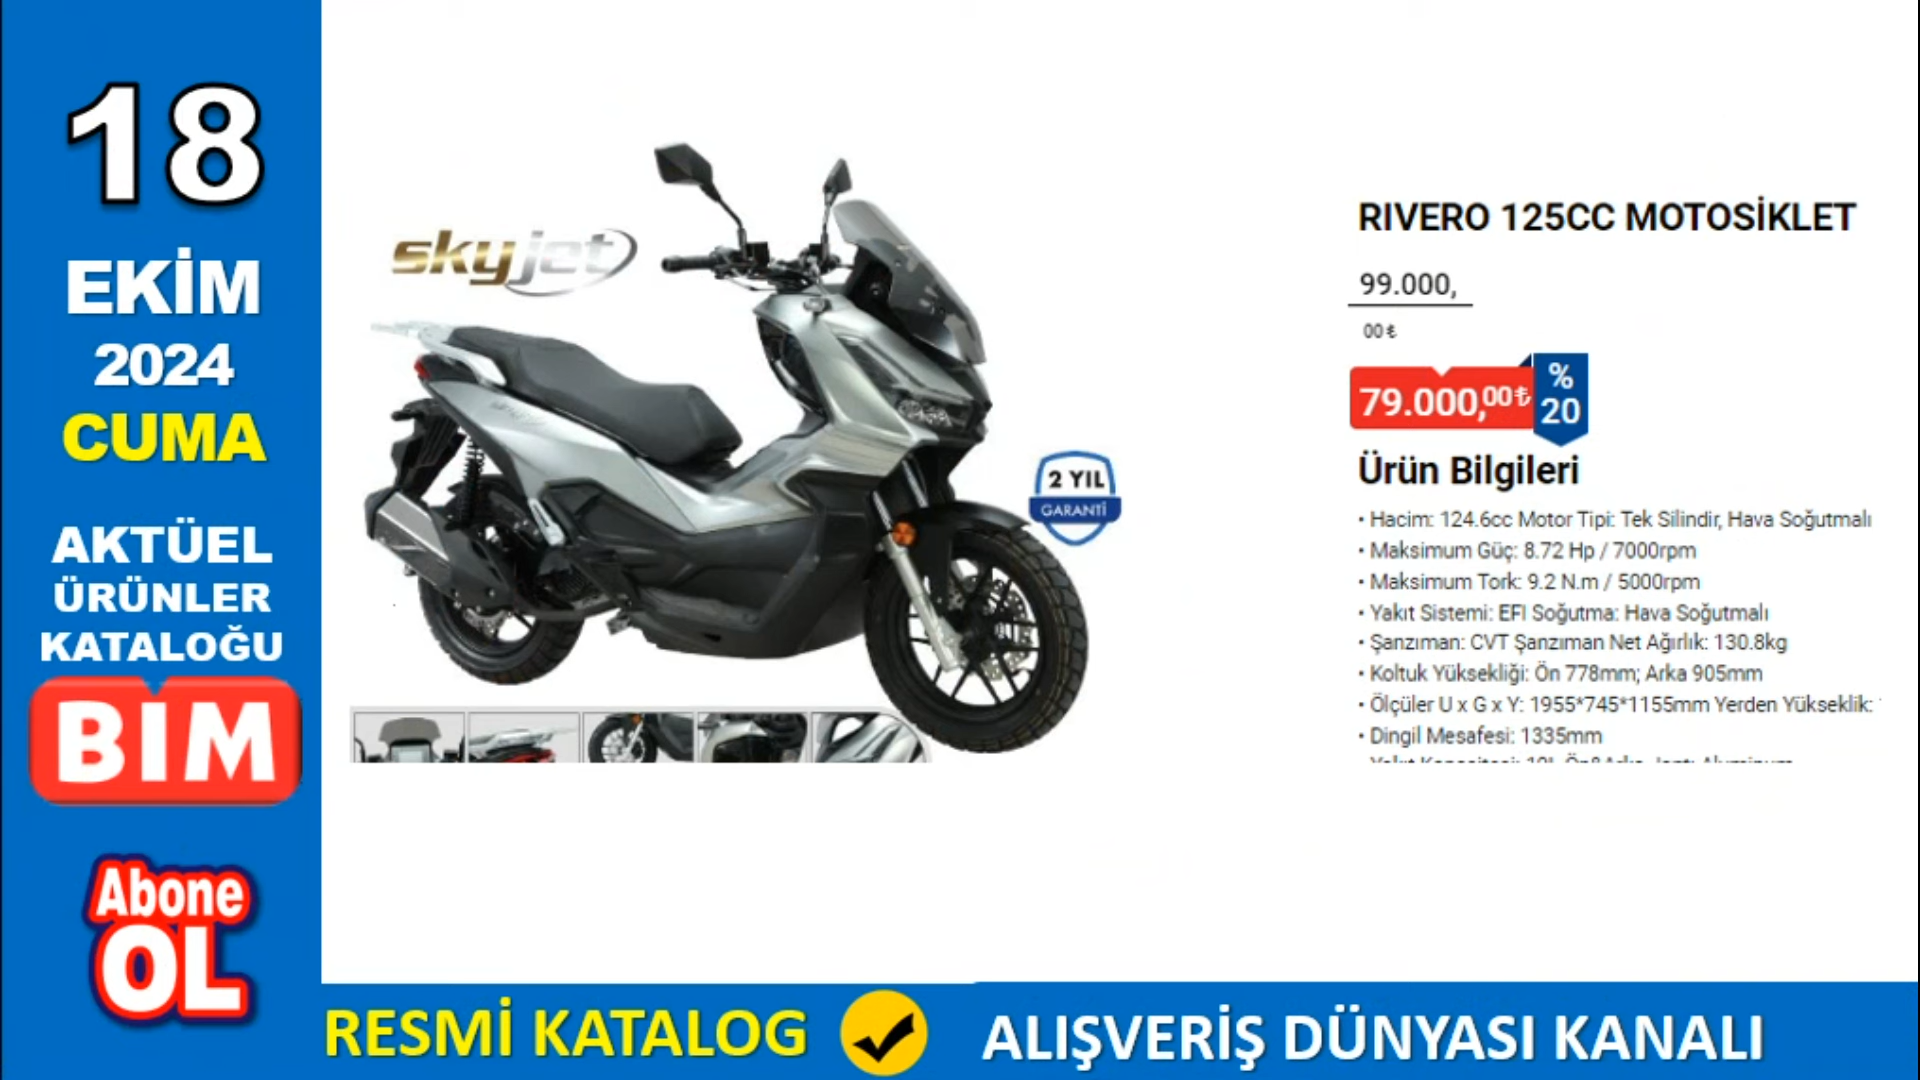 18
EKİM
2024
CUMA
AKTÜEL
ÜRÜNLER
KATALOĞU
BIM
Abone
OL
skyjet
2 YIL
GARANTİ
RIVERO 125CC MOTOSİKLET
99.000,
00 ₺
79.000,00₺
%
20
Ürün Bilgileri
• Hacim: 124.6cc Motor Tipi: Tek Silindir, Hava Soğutmalı
• Maksimum Güç: 8.72 Hp / 7000rpm
• Maksimum Tork: 9.2 N.m / 5000rpm
• Yakıt Sistemi: EFI Soğutma: Hava Soğutmalı
• Şanzıman: CVT Şanzıman Net Ağırlık: 130.8kg
• Koltuk Yüksekliği: Ön 778mm; Arka 905mm
• Ölçüler U x G x Y: 1955*745*1155mm Yerden Yükseklik:
• Dingil Mesafesi: 1335mm
RESMİ KATALOG
ALIŞVERİŞ DÜNYASI KANALI